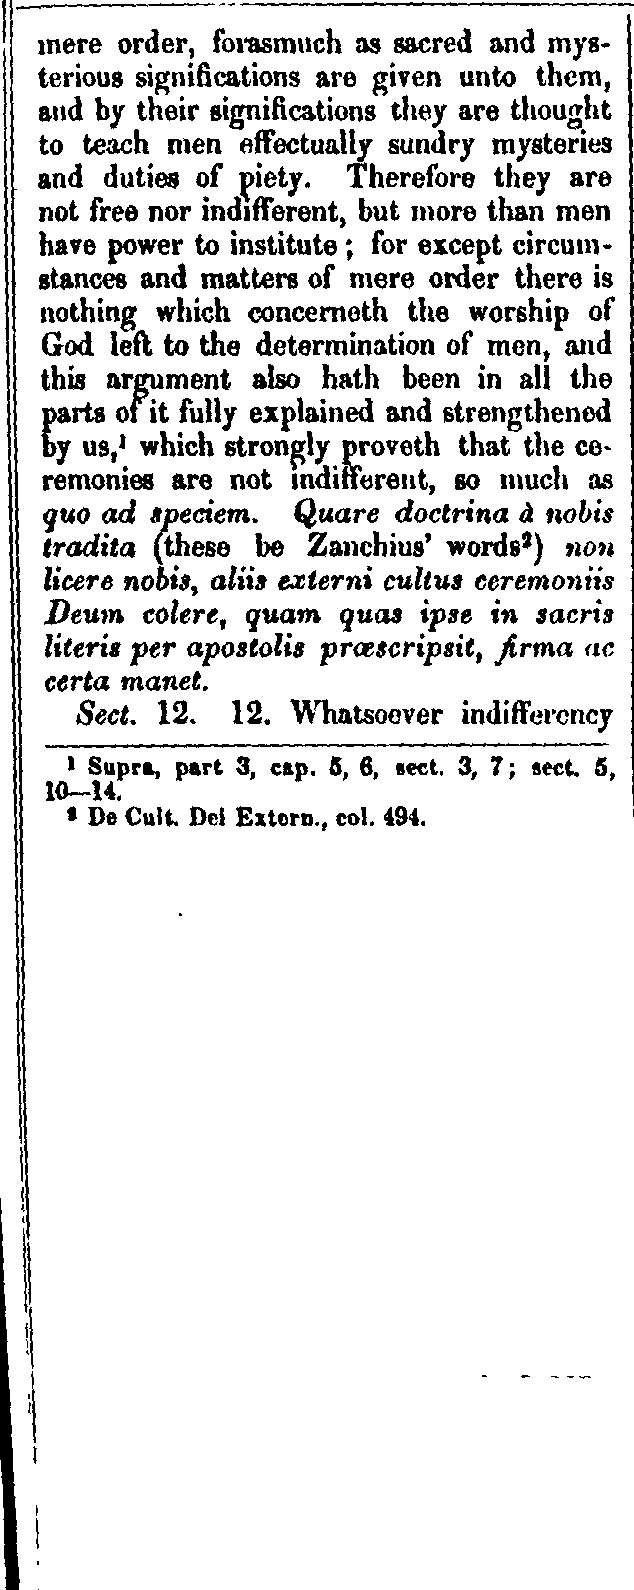 mere order, forasmuch as sacred and mys-
terious significations are given unto them,
and by their significations they are thought
to teach men effectually sundry mysteries
and duties of piety. Therefore they are
not free nor indifferent, but more than men
have power to institute; for except circum-
stances and matters of mere order there is
nothing which concerneth the worship of
God left to the determination of men, and
this argument also hath been in all the
parts of it fully explained and strengthened
by us,¹ which strongly proveth that the ce-
remonies are not indifferent, so much as
quo ad speciem. Quare doctrina à nobis
tradita (these be Zanchius' words²) non
licere nobis, aliis externi cultus ceremoniis
Deum colere, quam quas ipse in sacris
literis per apostolis præscripsit, firma ac
certa manet.
Sect. 12. 12. Whatsoever indifferency
¹ Supra, part 3, cap. 5, 6, sect. 3, 7; sect. 5,
10—14.
² De Cult. Dei Extern., col. 494.